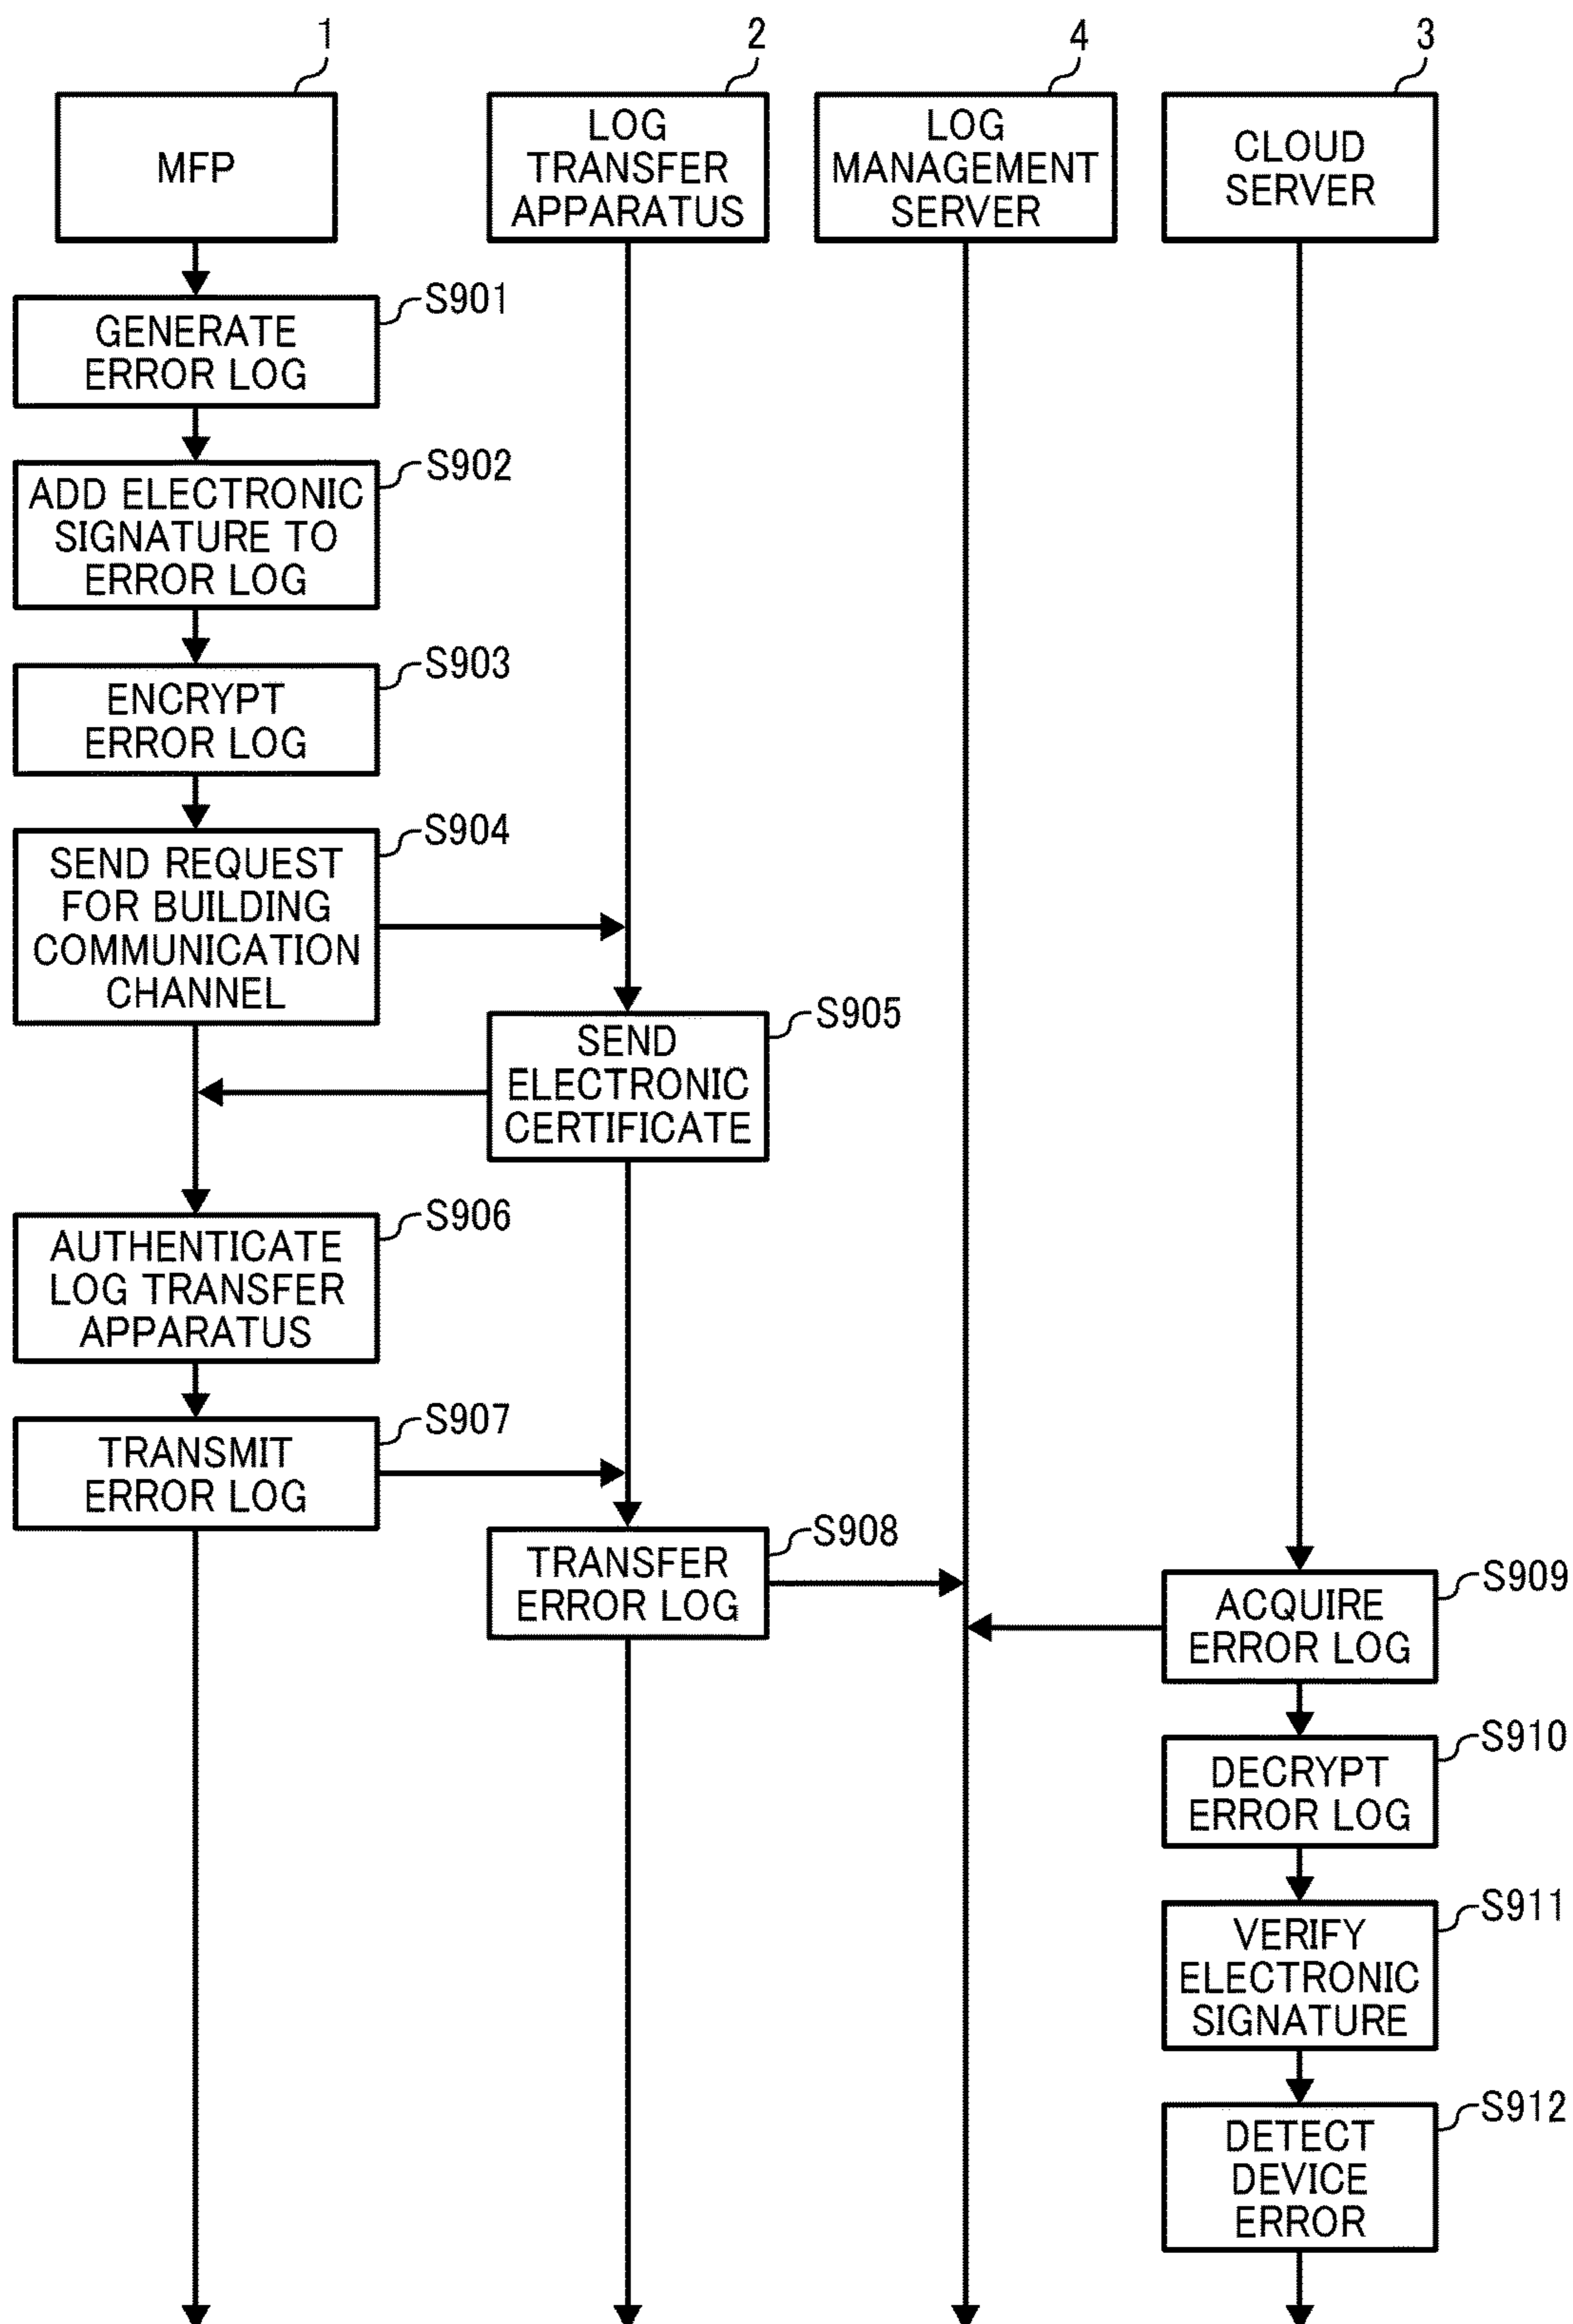 1
2
4
3
MFP
LOG
TRANSFER
APPARATUS
LOG
MANAGEMENT
SERVER
CLOUD
SERVER
S901
GENERATE
ERROR LOG
S902
ADD ELECTRONIC
SIGNATURE TO
ERROR LOG
S903
ENCRYPT
ERROR LOG
S904
SEND REQUEST
FOR BUILDING
COMMUNICATION
CHANNEL
S905
SEND
ELECTRONIC
CERTIFICATE
S906
AUTHENTICATE
LOG TRANSFER
APPARATUS
S907
TRANSMIT
ERROR LOG
S908
TRANSFER
ERROR LOG
S909
ACQUIRE
ERROR LOG
S910
DECRYPT
ERROR LOG
S911
VERIFY
ELECTRONIC
SIGNATURE
S912
DETECT
DEVICE
ERROR